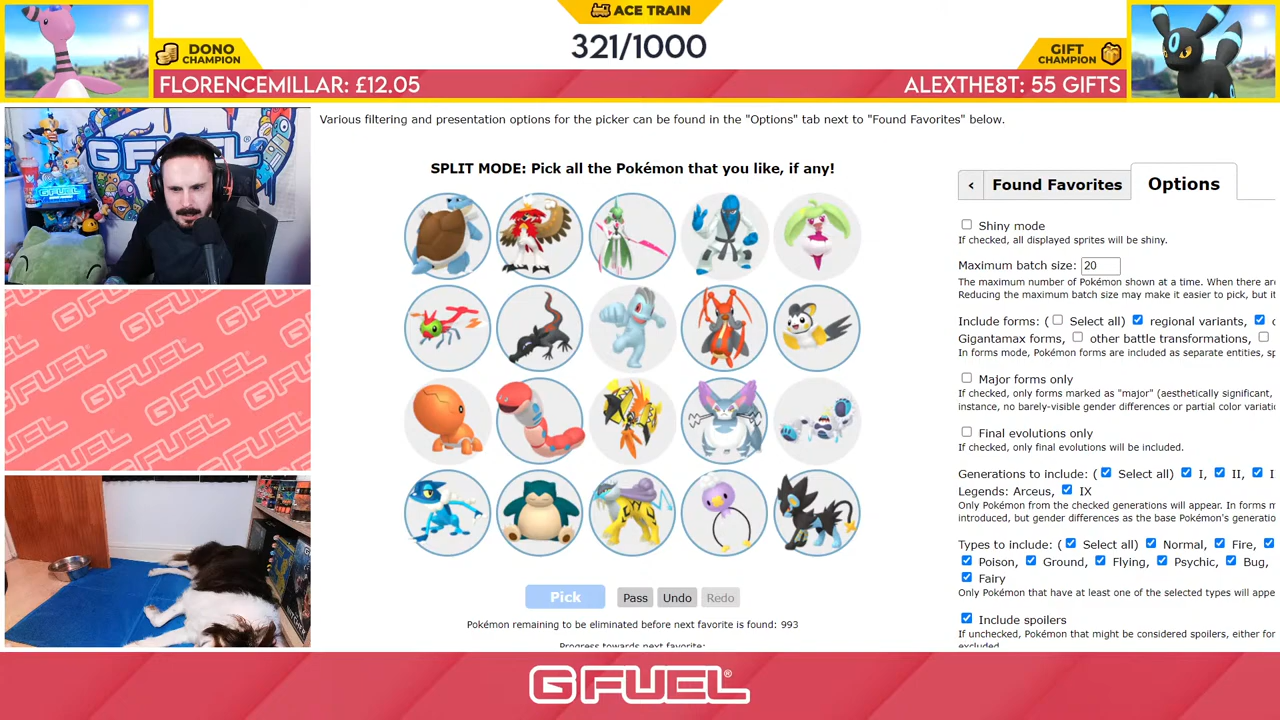 ACE TRAIN
321/1000
DONO
CHAMPION
GIFT
CHAMPION
FLORENCEMILLAR: £12.05
ALEXTHE8T: 55 GIFTS
Various filtering and presentation options for the picker can be found in the "Options" tab next to "Found Favorites" below.
SPLIT MODE: Pick all the Pokémon that you like, if any!
< Found Favorites Options
Shiny mode
If checked, all displayed sprites will be shiny.
Maximum batch size: 20
The maximum number of Pokémon shown at a time. When there are
Reducing the maximum batch size may make it easier to pick, but it
Include forms: ( Select all) regional variants,
Gigantamax forms, other battle transformations,
In forms mode, Pokémon forms are included as separate entities, sp
Major forms only
If checked, only forms marked as "major" (aesthetically significant,
instance, no barely-visible gender differences or partial color variati
Final evolutions only
If checked, only final evolutions will be included.
Generations to include: ( Select all) I, II, I
Legends: Arceus, IX
Only Pokémon from the checked generations will appear. In forms m
introduced, but gender differences as the base Pokémon's generatio
Types to include: ( Select all) Normal, Fire,
Poison, Ground, Flying, Psychic, Bug,
Fairy
Only Pokémon that have at least one of the selected types will appe
Include spoilers
If unchecked, Pokémon that might be considered spoilers, either for
excluded.
Pick Pass Undo Redo
Pokémon remaining to be eliminated before next favorite is found: 993
Progress towards next favorite:
G FUEL